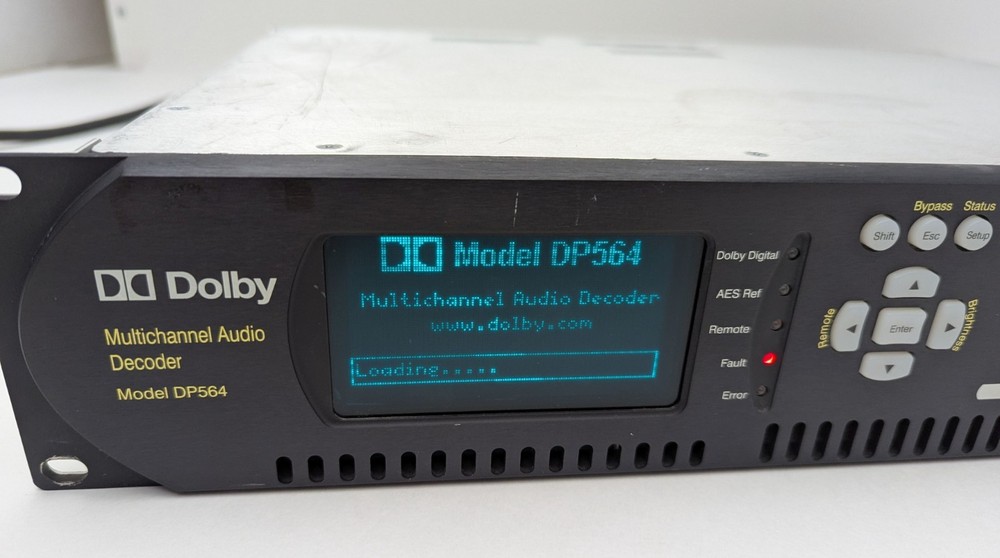 Dolby
Multichannel Audio
Decoder
Model DP564
Model DP564
Multichannel Audio Decoder
www.dolby.com
Loading.....
Dolby Digital
AES Ref
Remote
Fault
Error
Bypass
Status
Shift
Esc
Setup
Remote
Enter
Brightness